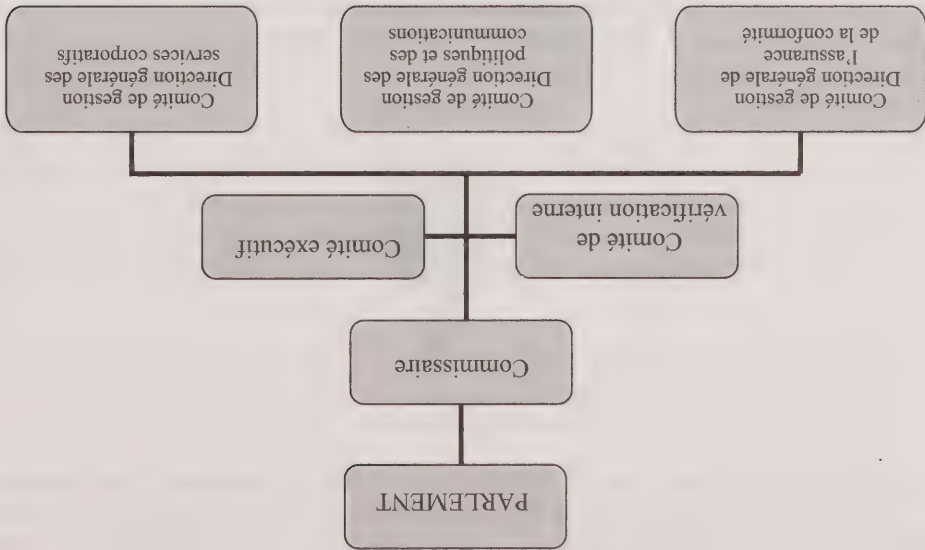 PARLEMENT
Commissaire
Comité de
vérification interne
Comité exécutif
Comité de gestion
Direction générale de
l'assurance
de la conformité
Comité de gestion
Direction générale des
politiques et des
communications
Comité de gestion
Direction générale des
services corporatifs